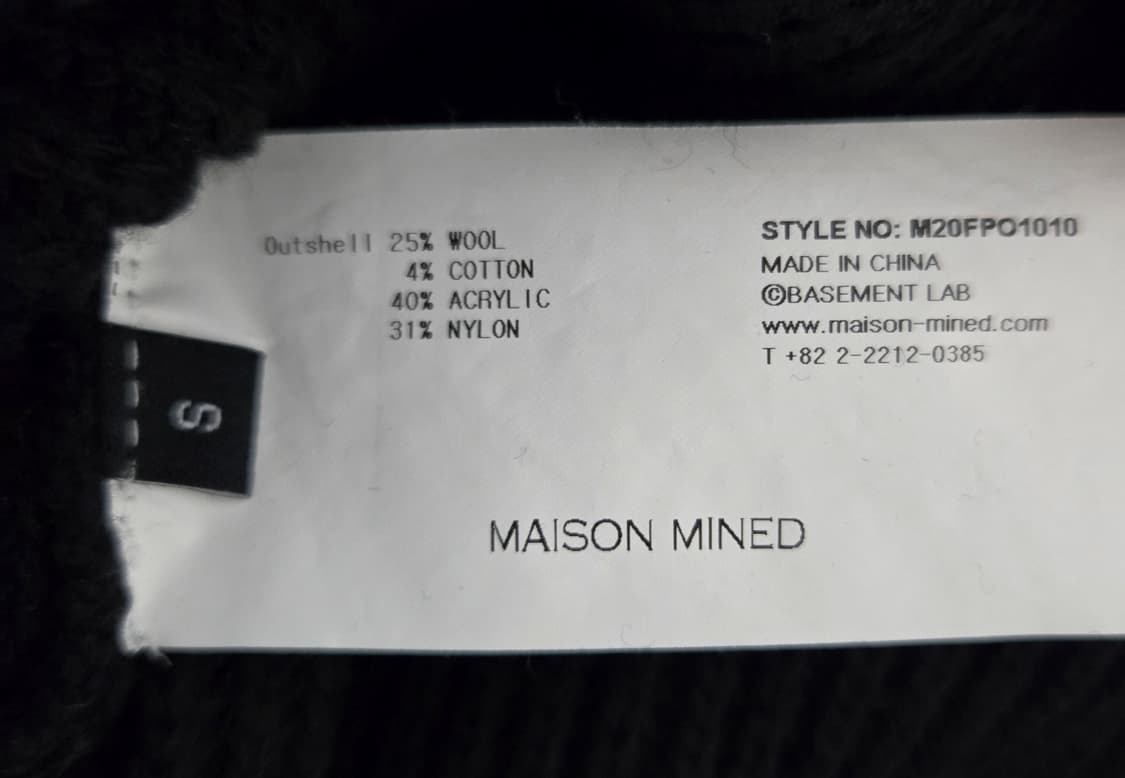 Outshell 25% WOOL
4% COTTON
40% ACRYLIC
31% NYLON
STYLE NO: M20FPO1010
MADE IN CHINA
©BASEMENT LAB
www.maison-mined.com
T +82 2-2212-0385
S
MAISON MINED